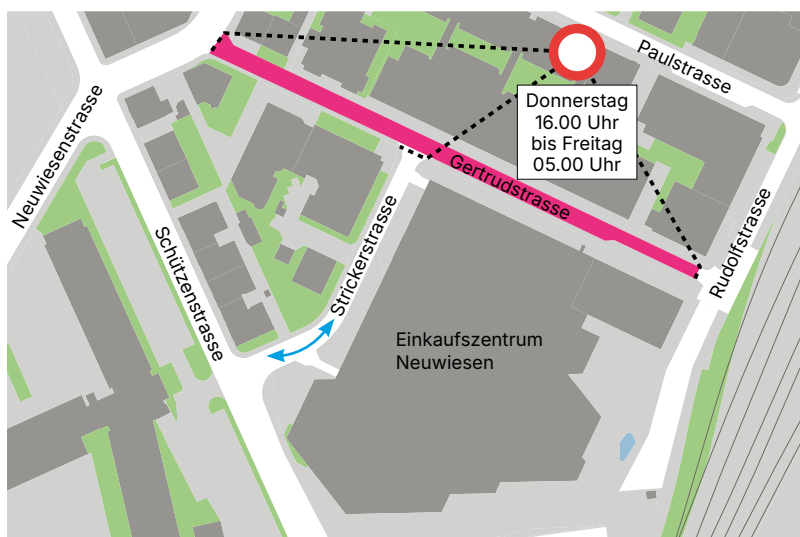 Paulstrasse
Donnerstag
16.00 Uhr
bis Freitag
05.00 Uhr
Neuwiesenstrasse
Gertrudstrasse
Rudolfstrasse
Schützenstrasse
Strickerstrasse
Einkaufszentrum
Neuwiesen